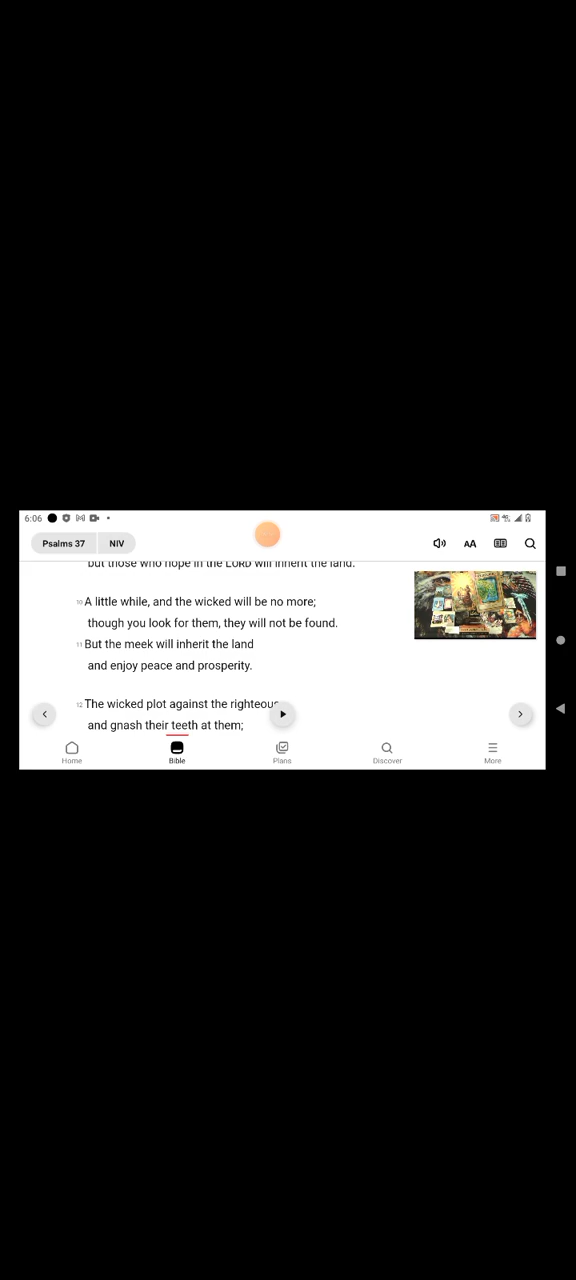 6:06
Psalms 37 NIV
AA
but those who hope in the LORD will inherit the land.
10 A little while, and the wicked will be no more;
though you look for them, they will not be found.
11 But the meek will inherit the land
and enjoy peace and prosperity.
12 The wicked plot against the righteous
and gnash their teeth at them;
Home Bible Plans Discover More